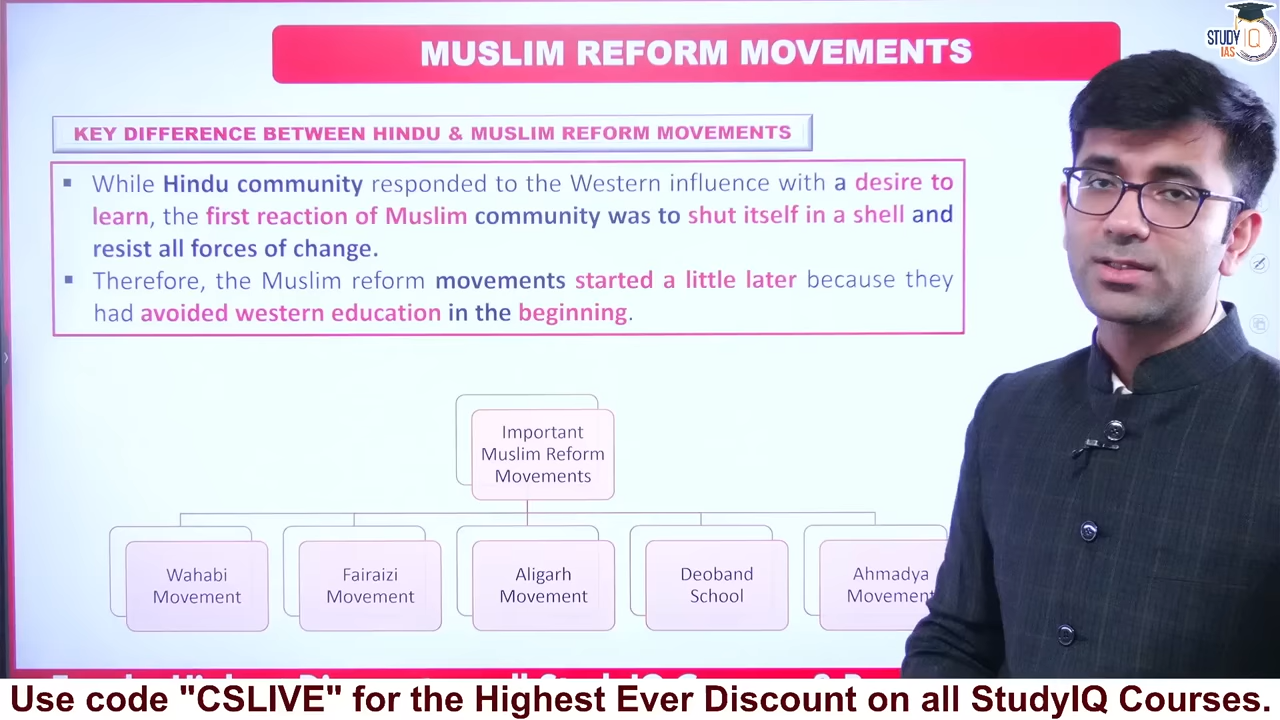 MUSLIM REFORM MOVEMENTS
STUDY IQ
IAS
KEY DIFFERENCE BETWEEN HINDU & MUSLIM REFORM MOVEMENTS
▪ While Hindu community responded to the Western influence with a desire to
learn, the first reaction of Muslim community was to shut itself in a shell and
resist all forces of change.
▪ Therefore, the Muslim reform movements started a little later because they
had avoided western education in the beginning.
Important
Muslim Reform
Movements
Wahabi
Movement
Fairaizi
Movement
Aligarh
Movement
Deoband
School
Ahmadya
Movement
Use code "CSLIVE" for the Highest Ever Discount on all StudyIQ Courses.